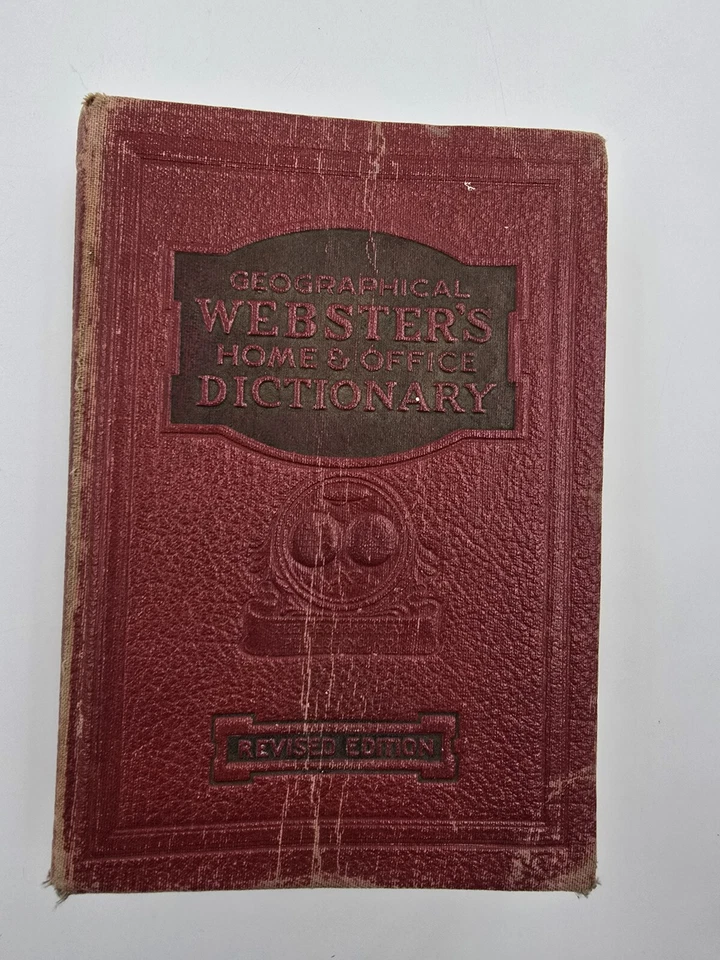 GEOGRAPHICAL
WEBSTER'S
HOME & OFFICE
DICTIONARY
REVISED EDITION